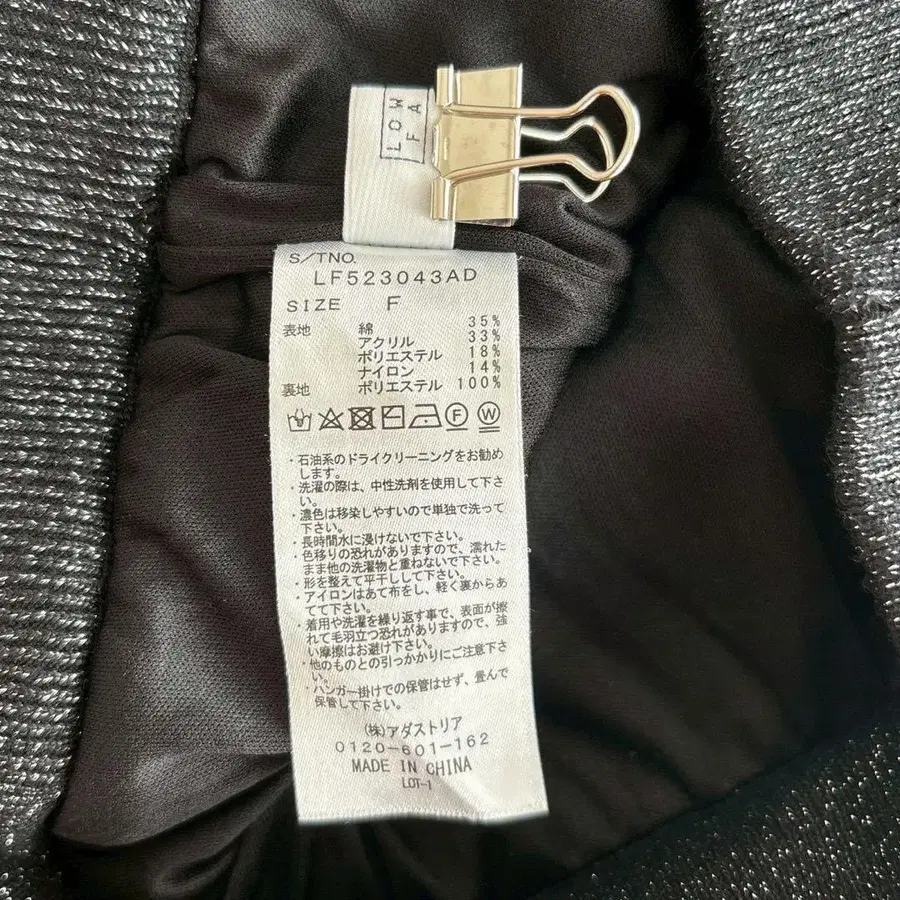 LOW
FA
S/TNO.
LF523043AD
SIZE F
表地 綿 35%
アクリル 33%
ポリエステル 18%
ナイロン 14%
裏地 ポリエステル 100%
F W
・石油系のドライクリーニングをお勧め
します。
・洗濯の際は、中性洗剤を使用して下さ
い。
・濃色は移染しやすいので単独で洗って
下さい。
・長時間水に浸けないで下さい。
・色移りの恐れがありますので、濡れた
まま他の洗濯物と重ねないで下さい。
・形を整えて平干しして下さい。
・アイロンはあて布をし、軽く裏からあ
てて下さい。
・着用や洗濯を繰り返す事で、表面が擦
れて毛羽立つ恐れがありますので、強
い摩擦はお避け下さい。
・他のものとの引っかかりにご注意下さ
い。
・ハンガー掛けでの保管はせず、畳んで
保管して下さい。
(株)アダストリア
0120-601-162
MADE IN CHINA
LOT-1